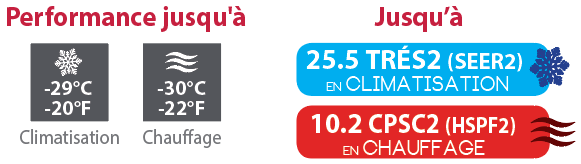 Performance jusqu'à
-29°C
-20°F
Climatisation
-30°C
-22°F
Chauffage
Jusqu’à
25.5 TRÉS2 (SEER2)
EN CLIMATISATION
10.2 CPSC2 (HSPF2)
EN CHAUFFAGE